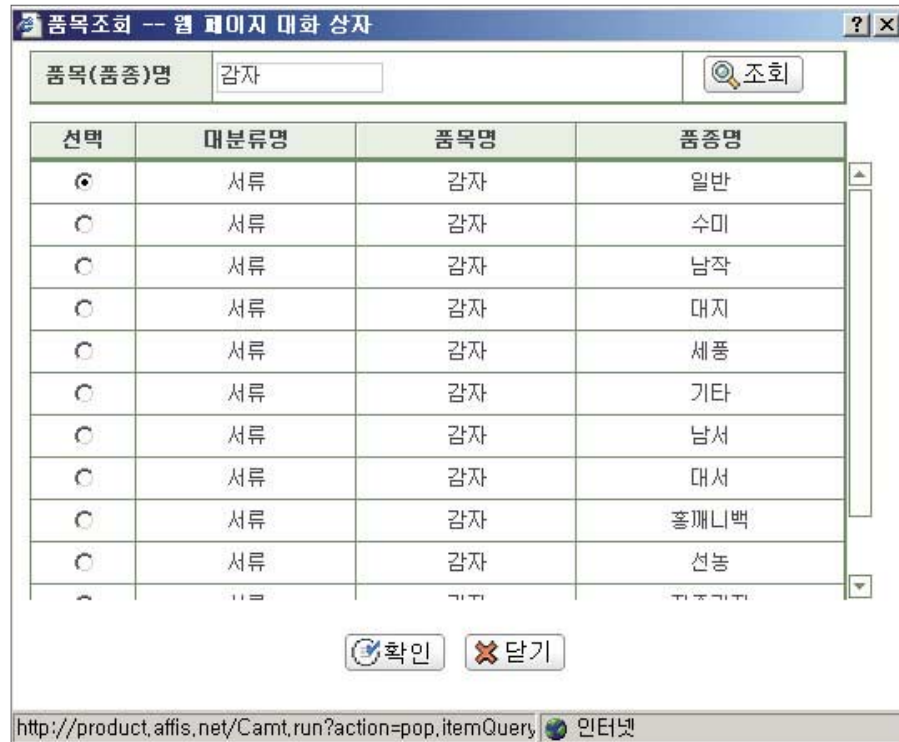 품목조회 -- 웹 페이지 대화 상자
품목(품종)명 감자 조회
선택 대분류명 품목명 품종명
서류 감자 일반
서류 감자 수미
서류 감자 남작
서류 감자 대지
서류 감자 세풍
서류 감자 기타
서류 감자 남서
서류 감자 대서
서류 감자 홍깨니백
서류 감자 선농
확인 닫기
http://product.affis.net/Camt.run?action=pop.itemQuery 인터넷